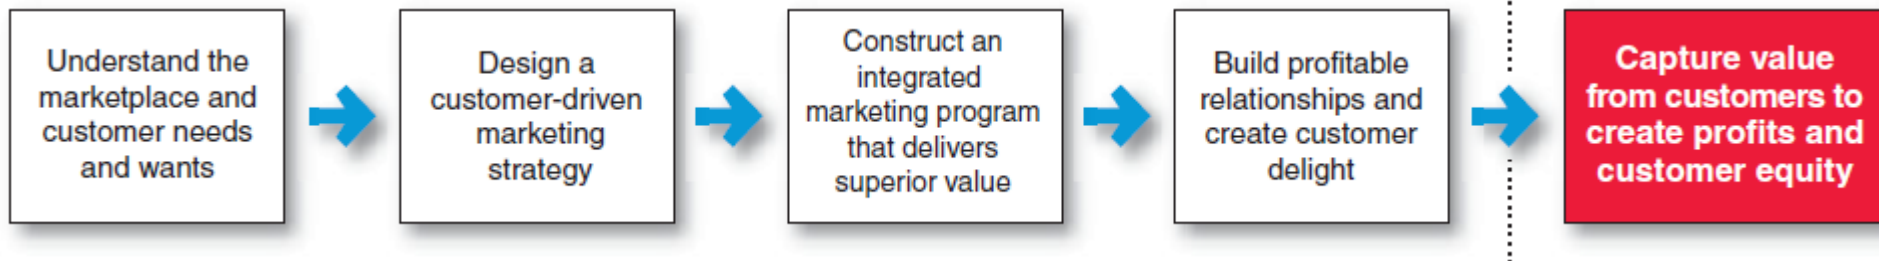 Understand the
marketplace and
customer needs
and wants
Design a
customer-driven
marketing
strategy
Construct an
integrated
marketing program
that delivers
superior value
Build profitable
relationships and
create customer
delight
Capture value
from customers to
create profits and
customer equity